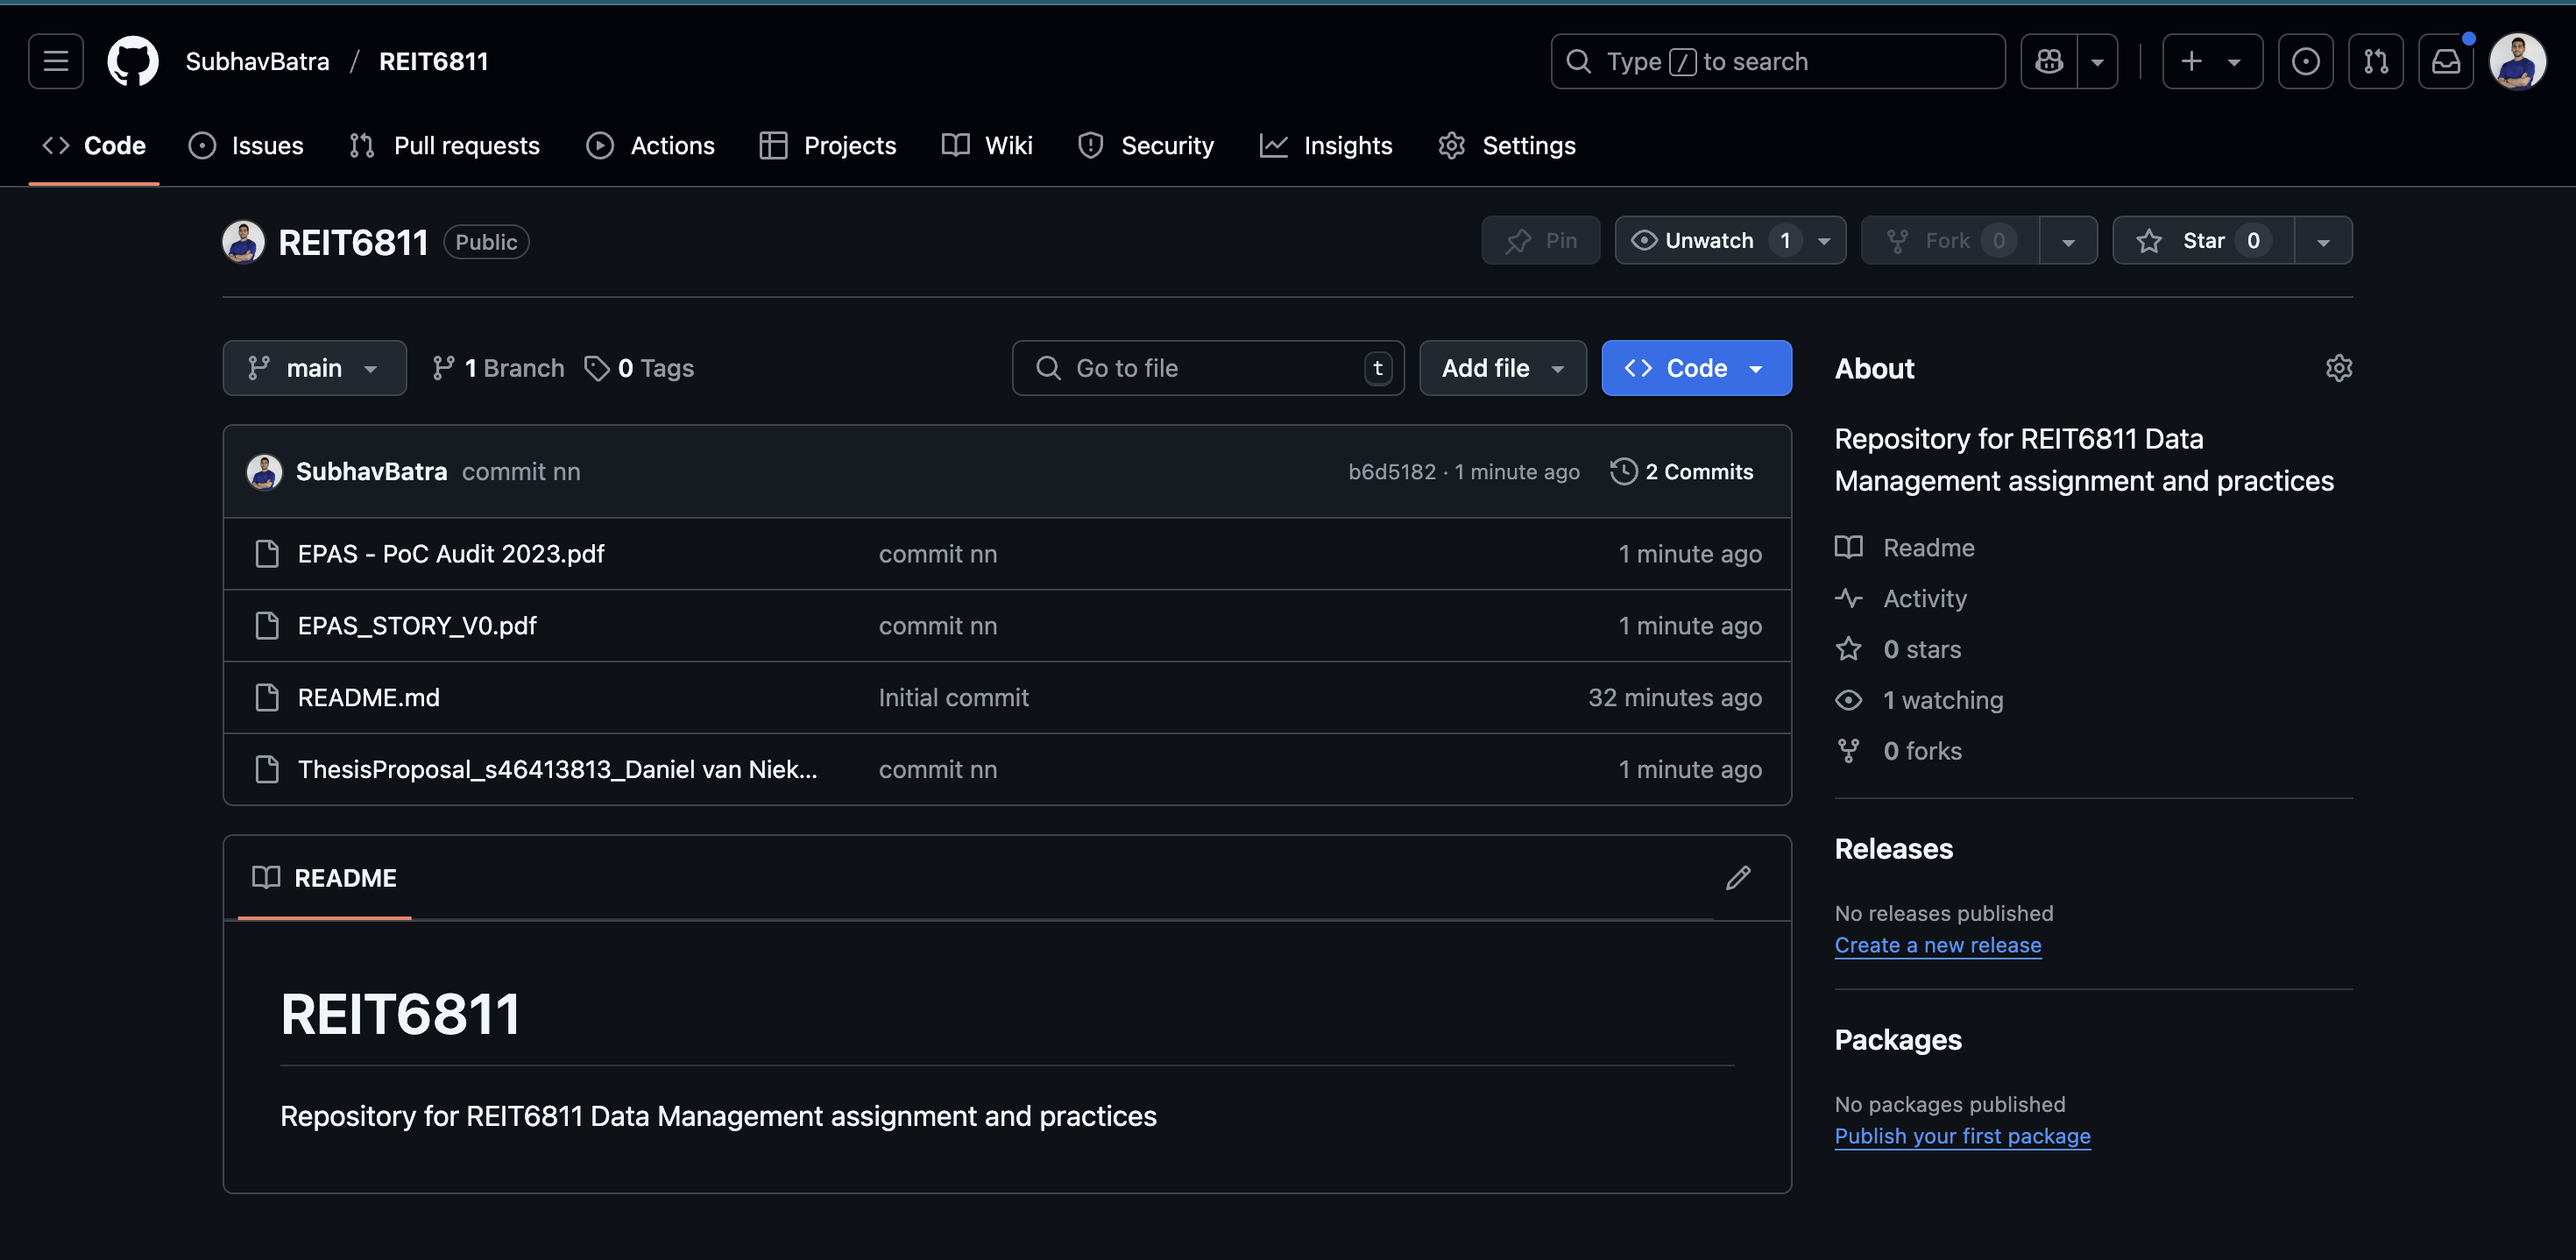 SubhavBatra / REIT6811
Type / to search
Code Issues Pull requests Actions Projects Wiki Security Insights Settings
REIT6811 Public
Pin Unwatch 1 Fork 0 Star 0
main 1 Branch 0 Tags
Go to file t Add file Code
SubhavBatra commit nn b6d5182 · 1 minute ago 2 Commits
EPAS - PoC Audit 2023.pdf commit nn 1 minute ago
EPAS_STORY_V0.pdf commit nn 1 minute ago
README.md Initial commit 32 minutes ago
ThesisProposal_s46413813_Daniel van Niek... commit nn 1 minute ago
README
REIT6811
Repository for REIT6811 Data Management assignment and practices
About
Repository for REIT6811 Data
Management assignment and practices
Readme
Activity
0 stars
1 watching
0 forks
Releases
No releases published
Create a new release
Packages
No packages published
Publish your first package